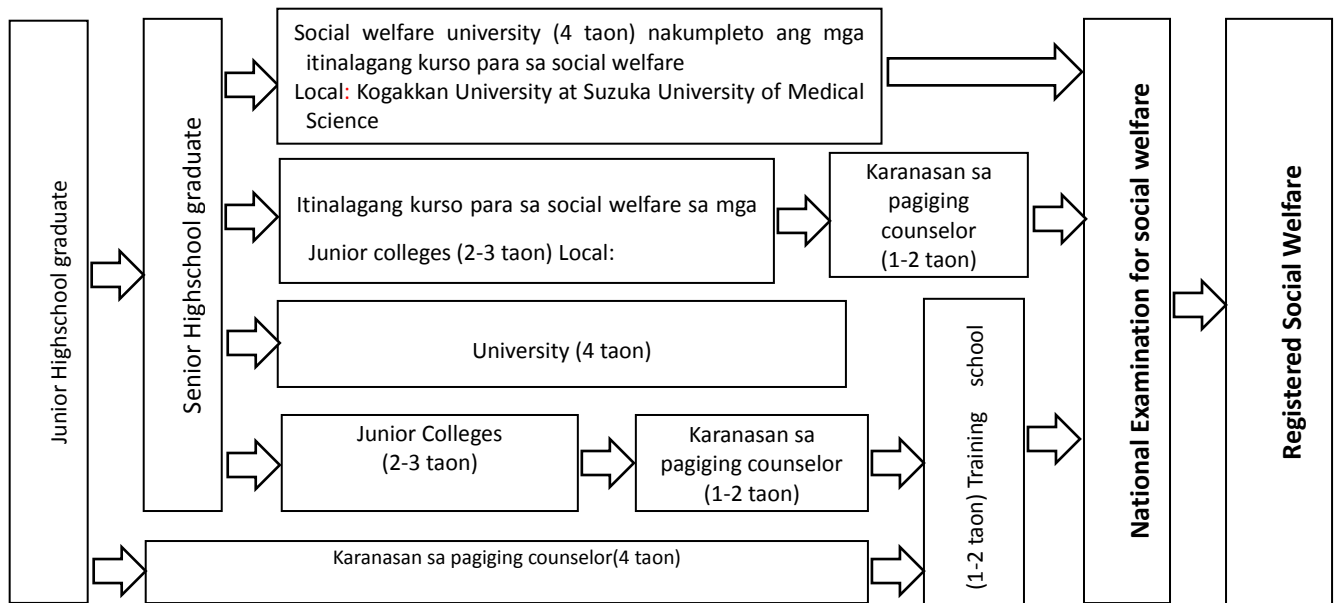 Junior Highschool graduate
Senior Highschool graduate
Social welfare university (4 taon) nakumpleto ang mga
itinalagang kurso para sa social welfare
Local: Kogakkan University at Suzuka University of Medical
Science
Itinalagang kurso para sa social welfare sa mga
Junior colleges (2-3 taon) Local:
Karanasan sa
pagiging
counselor
(1-2 taon)
University (4 taon)
Junior Colleges
(2-3 taon)
Karanasan sa
pagiging counselor
(1-2 taon)
Karanasan sa pagiging counselor(4 taon)
(1-2 taon) Training school
National Examination for social welfare
Registered Social Welfare